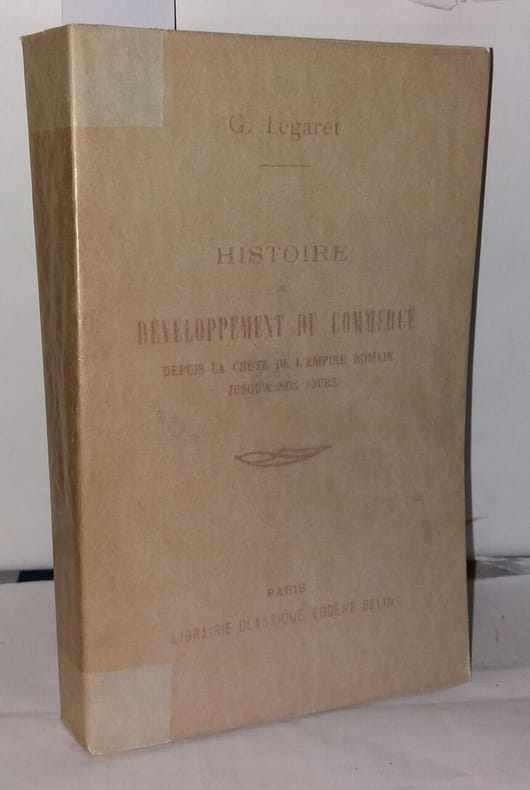 G. Legaret
HISTOIRE
DU
DÉVELOPPEMENT DU COMMERCE
DEPUIS LA CHUTE DE L'EMPIRE ROMAIN
JUSQU'A NOS JOURS
PARIS
LIBRAIRIE CLASSIQUE EUGÈNE BELIN